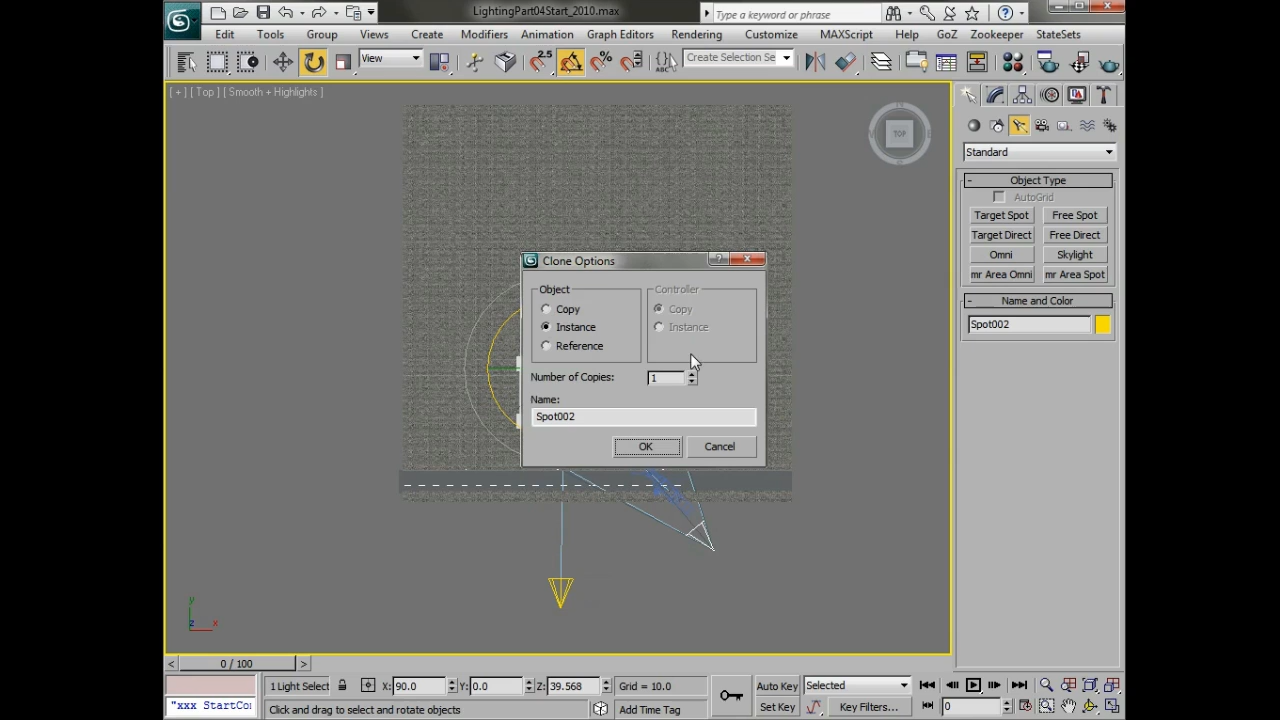 LightingPart04Start_2010.max
Type a keyword or phrase
Edit Tools Group Views Create Modifiers Animation Graph Editors Rendering Customize MAXScript Help GoZ Zookeeper StateSets
View
2.5
Create Selection Se
[ + ] [ Top ] [ Smooth + Highlights ]
TOP
Standard
- Object Type
AutoGrid
Target Spot Free Spot
Target Direct Free Direct
Omni Skylight
mr Area Omni mr Area Spot
- Name and Color
Spot002
Clone Options
Object
Copy
Instance
Reference
Controller
Copy
Instance
Number of Copies: 1
Name:
Spot002
OK Cancel
y
z x
< 0 / 100 >
1 Light Select X: 90.0 Y: 0.0 Z: 39.568 Grid = 10.0 Auto Key Selected
"xxx StartCo Click and drag to select and rotate objects Add Time Tag Set Key Key Filters... 0